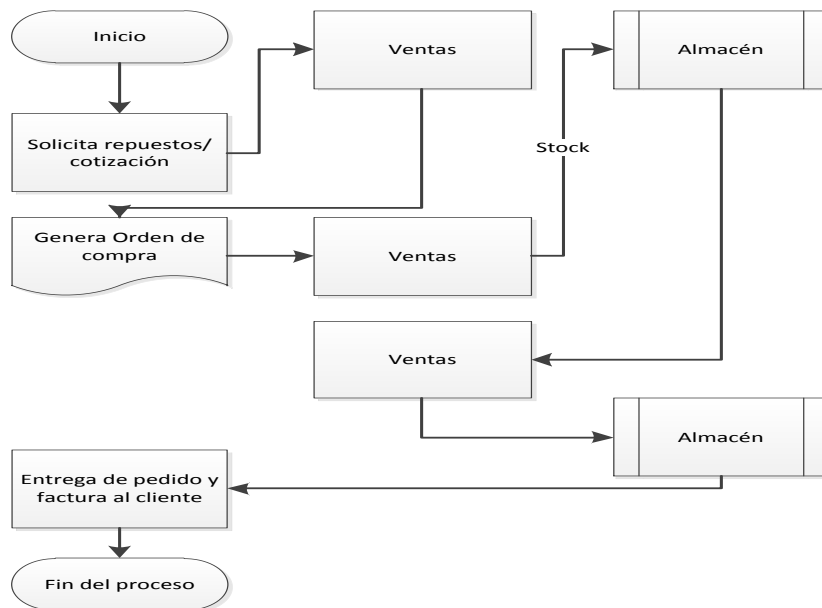 Inicio
Ventas
Almacén
Solicita repuestos/
cotización
Stock
Genera Orden de
compra
Ventas
Ventas
Almacén
Entrega de pedido y
factura al cliente
Fin del proceso